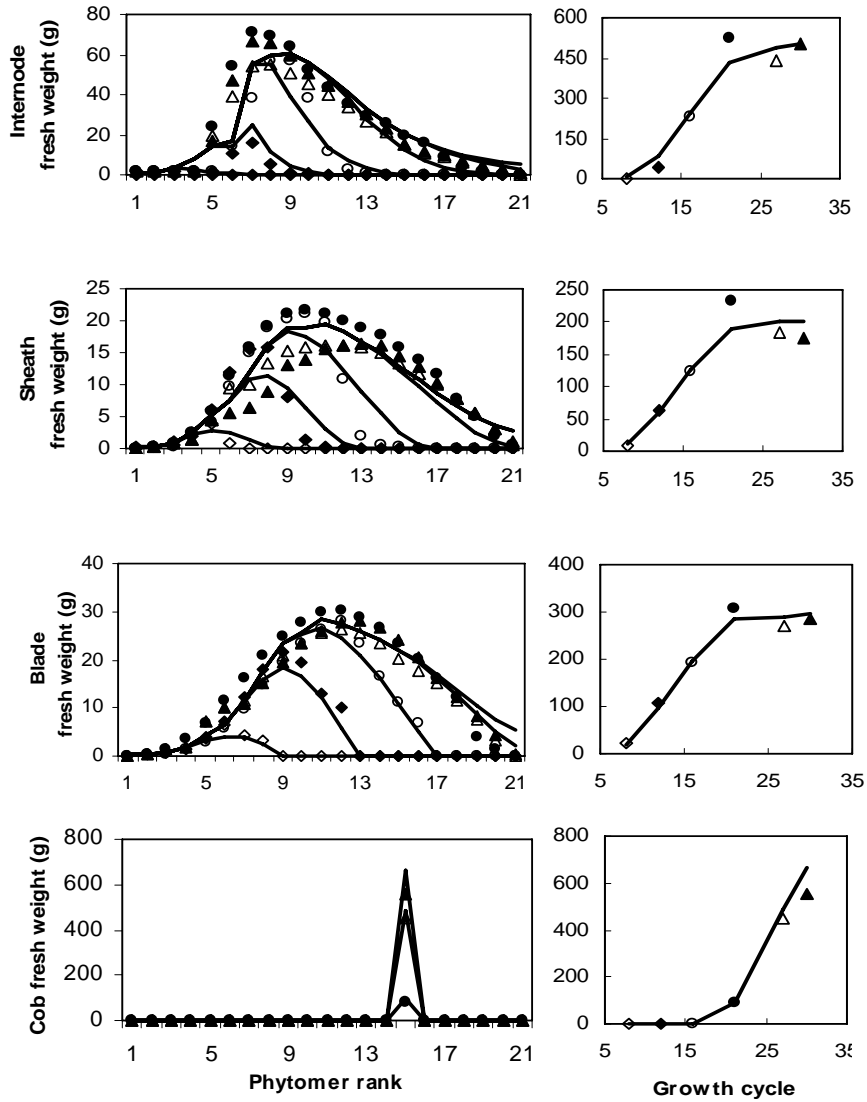 Internode
fresh weight (g)
80
60
40
20
0
1 5 9 13 17 21
600
450
300
150
0
5 15 25 35
Sheath
fresh weight (g)
25
20
15
10
5
0
1 5 9 13 17 21
250
200
150
100
50
0
5 15 25 35
Blade
fresh weight (g)
40
30
20
10
0
1 5 9 13 17 21
400
300
200
100
0
5 15 25 35
Cob fresh weight (g)
800
600
400
200
0
1 5 9 13 17 21
Phytomer rank
800
600
400
200
0
5 15 25 35
Growth cycle